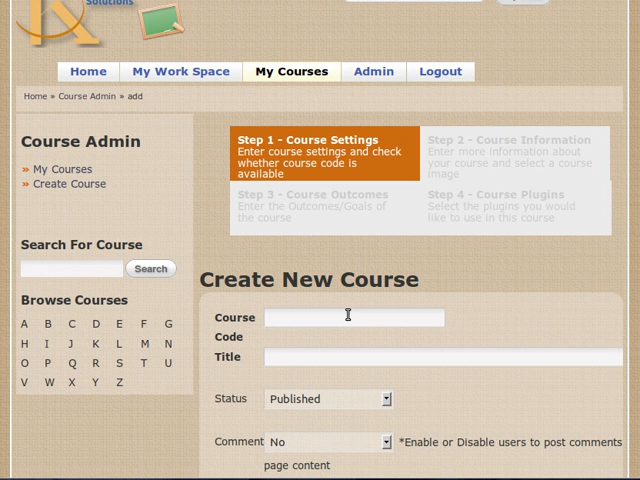 Solutions
Home My Work Space My Courses Admin Logout
Home » Course Admin » add
Course Admin
» My Courses
» Create Course
Search For Course
Search
Browse Courses
A B C D E F G
H I J K L M N
O P Q R S T U
V W X Y Z
Step 1 - Course Settings
Enter course settings and check
whether course code is
available
Step 2 - Course Information
Enter more information about
your course and select a course
image
Step 3 - Course Outcomes
Enter the Outcomes/Goals of
the course
Step 4 - Course Plugins
Select the plugins you would
like to use in this course
Create New Course
Course
Code
Title
Status Published
Comment No *Enable or Disable users to post comments
page content